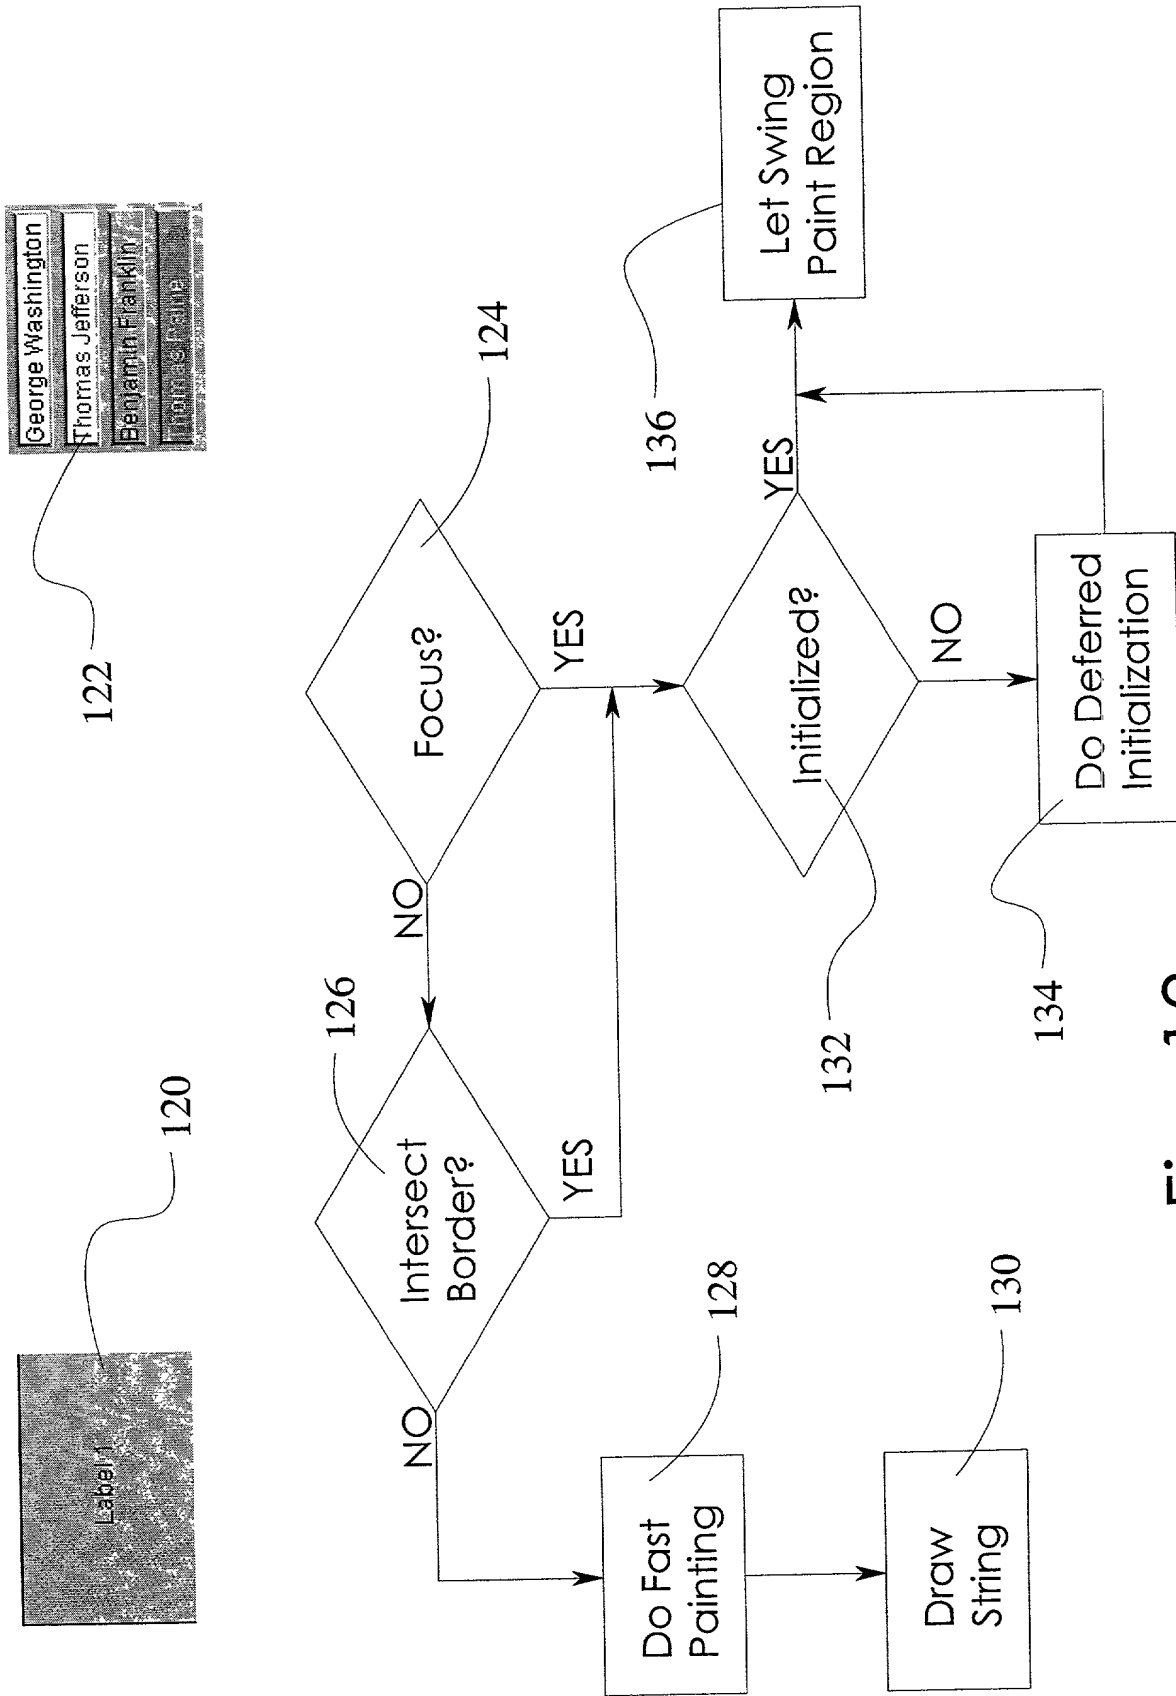 Label 1
120
George Washington
Thomas Jefferson
Benjamin Franklin
Thomas Paine
122
Focus?
124
NO
YES
Intersect
Border?
126
NO
YES
Do Fast
Painting
128
Draw
String
130
Initialized?
132
YES
NO
Do Deferred
Initialization
134
Let Swing
Paint Region
136